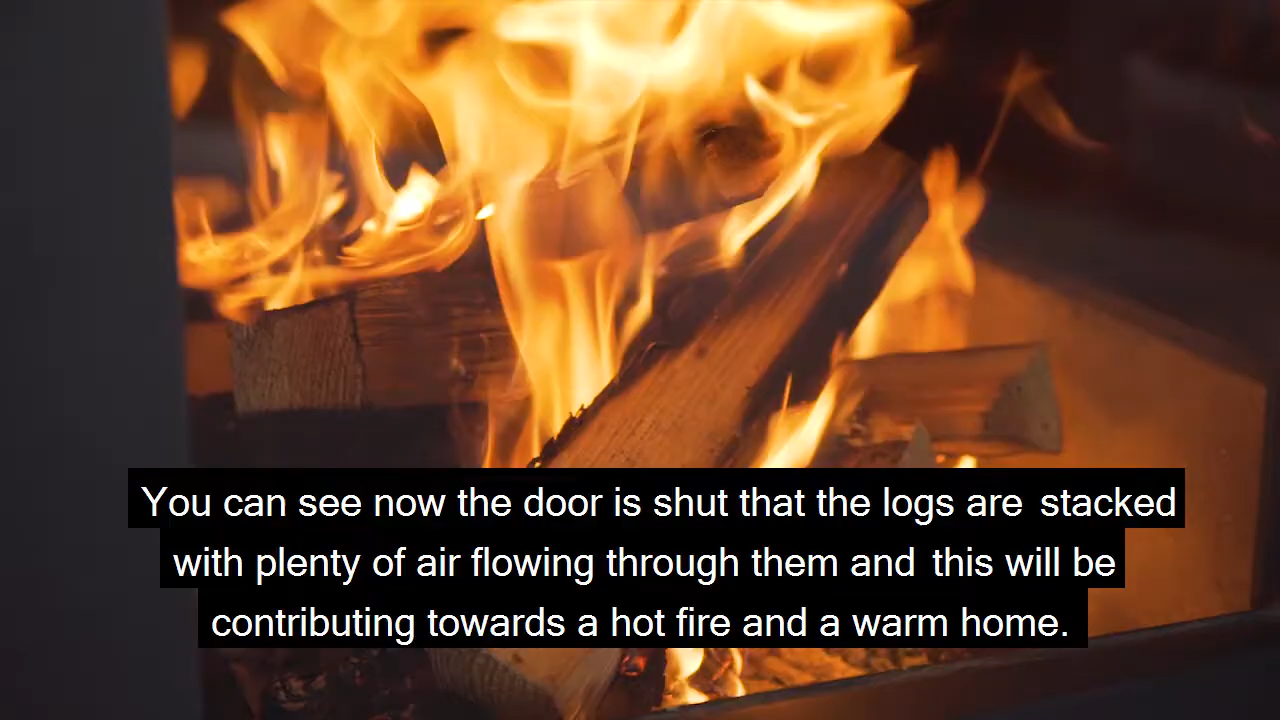 You can see now the door is shut that the logs are stacked
with plenty of air flowing through them and this will be
contributing towards a hot fire and a warm home.